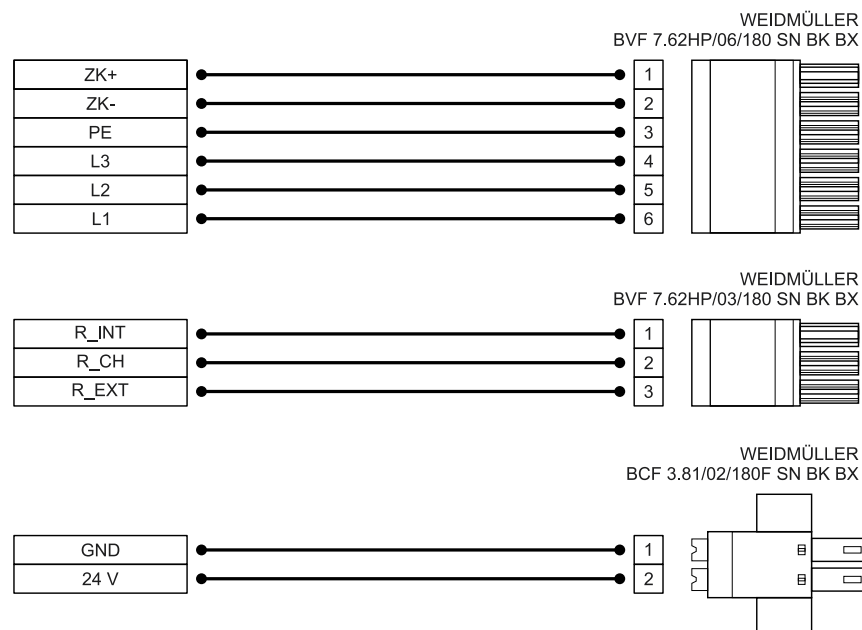 WEIDMÜLLER
BVF 7.62HP/06/180 SN BK BX
ZK+ 1
ZK- 2
PE 3
L3 4
L2 5
L1 6
WEIDMÜLLER
BVF 7.62HP/03/180 SN BK BX
R_INT 1
R_CH 2
R_EXT 3
WEIDMÜLLER
BCF 3.81/02/180F SN BK BX
GND 1
24 V 2